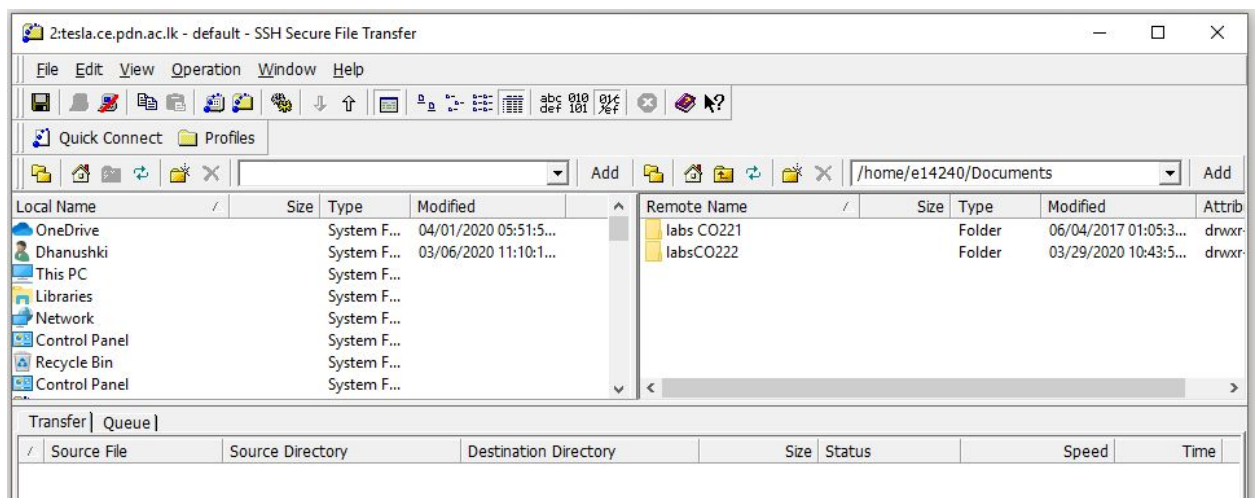 2:tesla.ce.pdn.ac.lk - default - SSH Secure File Transfer
File Edit View Operation Window Help
abc def 010 101
Quick Connect Profiles
Add /home/e14240/Documents Add
Local Name / Size Type Modified Remote Name / Size Type Modified Attrib
OneDrive System F... 04/01/2020 05:51:5... labs CO221 Folder 06/04/2017 01:05:3... drwxr-
Dhanushki System F... 03/06/2020 11:10:1... labsCO222 Folder 03/29/2020 10:43:5... drwxr-
This PC System F...
Libraries System F...
Network System F...
Control Panel System F...
Recycle Bin System F...
Control Panel System F...
Transfer Queue
/ Source File Source Directory Destination Directory Size Status Speed Time